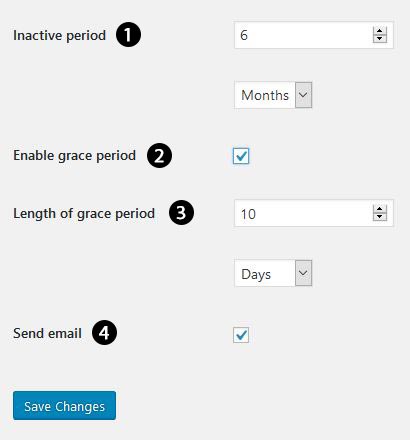 Inactive period 1 6
Months
Enable grace period 2
Length of grace period 3 10
Days
Send email 4
Save Changes